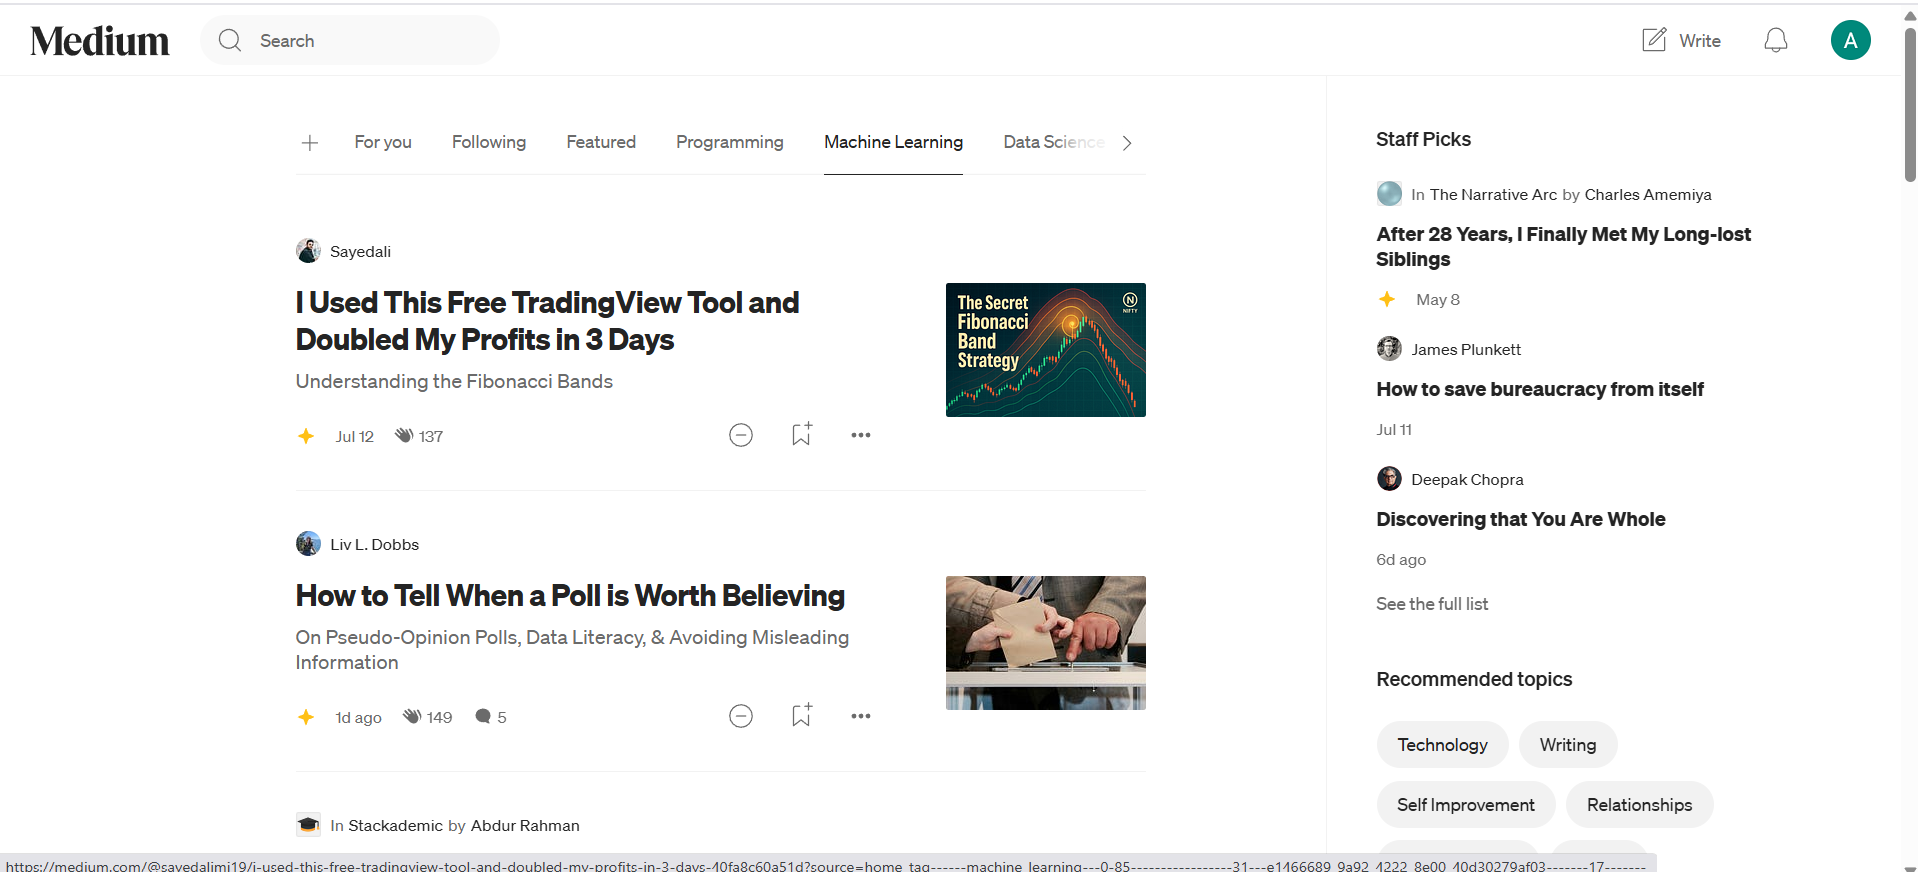 Medium
Search
Write
A
For you
Following
Featured
Programming
Machine Learning
Data Science
Sayedali
I Used This Free TradingView Tool and
Doubled My Profits in 3 Days
Understanding the Fibonacci Bands
Jul 12
137
The Secret
Fibonacci
Band
Strategy
N
NIFTY
Liv L. Dobbs
How to Tell When a Poll is Worth Believing
On Pseudo-Opinion Polls, Data Literacy, & Avoiding Misleading
Information
1d ago
149
5
In Stackademic by Abdur Rahman
Staff Picks
In The Narrative Arc by Charles Amemiya
After 28 Years, I Finally Met My Long-lost
Siblings
May 8
James Plunkett
How to save bureaucracy from itself
Jul 11
Deepak Chopra
Discovering that You Are Whole
6d ago
See the full list
Recommended topics
Technology
Writing
Self Improvement
Relationships
https://medium.com/@sayedalimi19/i-used-this-free-tradingview-tool-and-doubled-my-profits-in-3-days-40fa8c60a51d?source=home_tag------machine_learning---0-85-----------------31---e1466689_9a92_4222_8e00_40d30279af03-------17-------